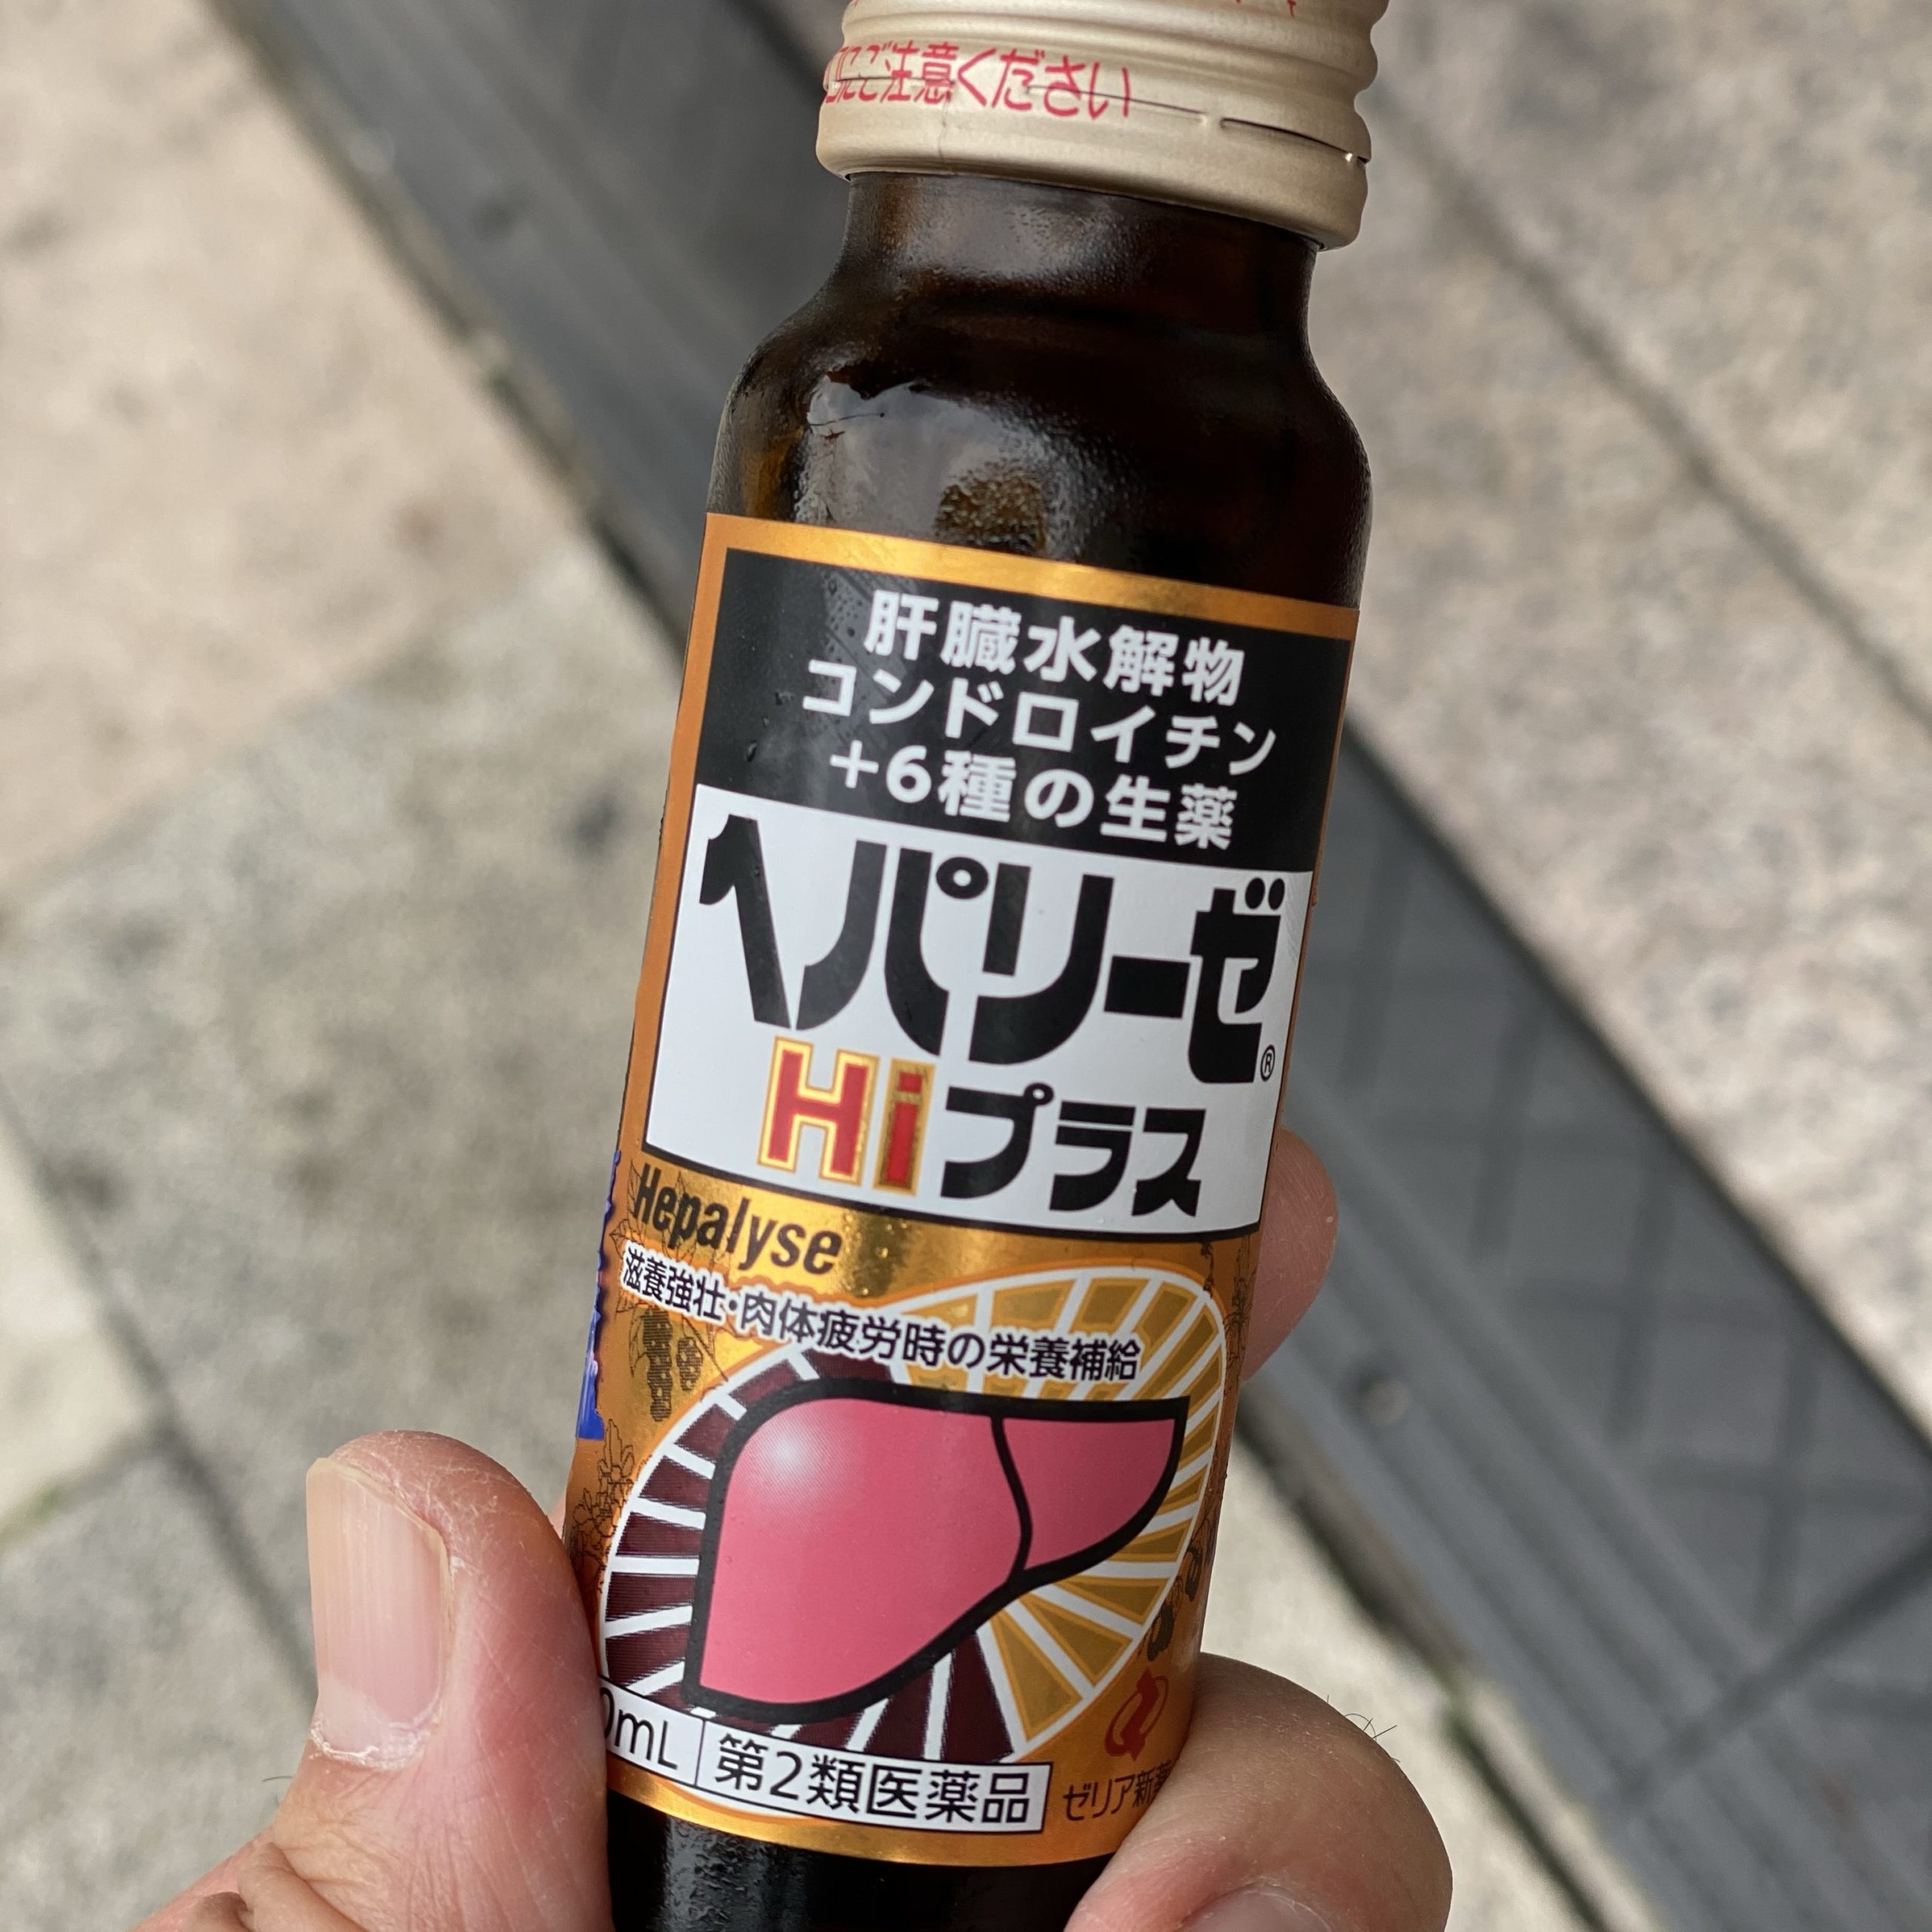 にご注意ください
肝臓水解物
コンドロイチン
+6種の生薬
ヘパリーゼ®
Hiプラス
Hepalyse
滋養強壮・肉体疲労時の栄養補給
0mL 第2類医薬品
ゼリア新薬